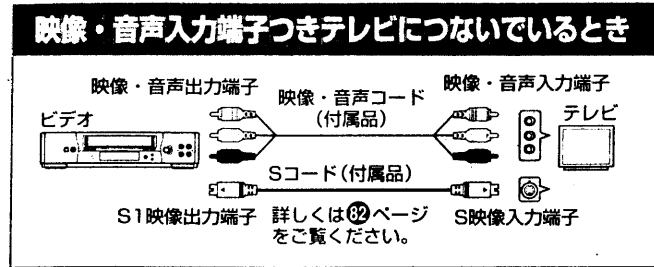 映像・音声入力端子つきテレビにつないでいるとき
映像・音声出力端子
映像・音声入力端子
映像・音声コード
(付属品)
ビデオ
テレビ
Sコード(付属品)
S1映像出力端子
詳しくは82ページ
をご覧ください。
S映像入力端子